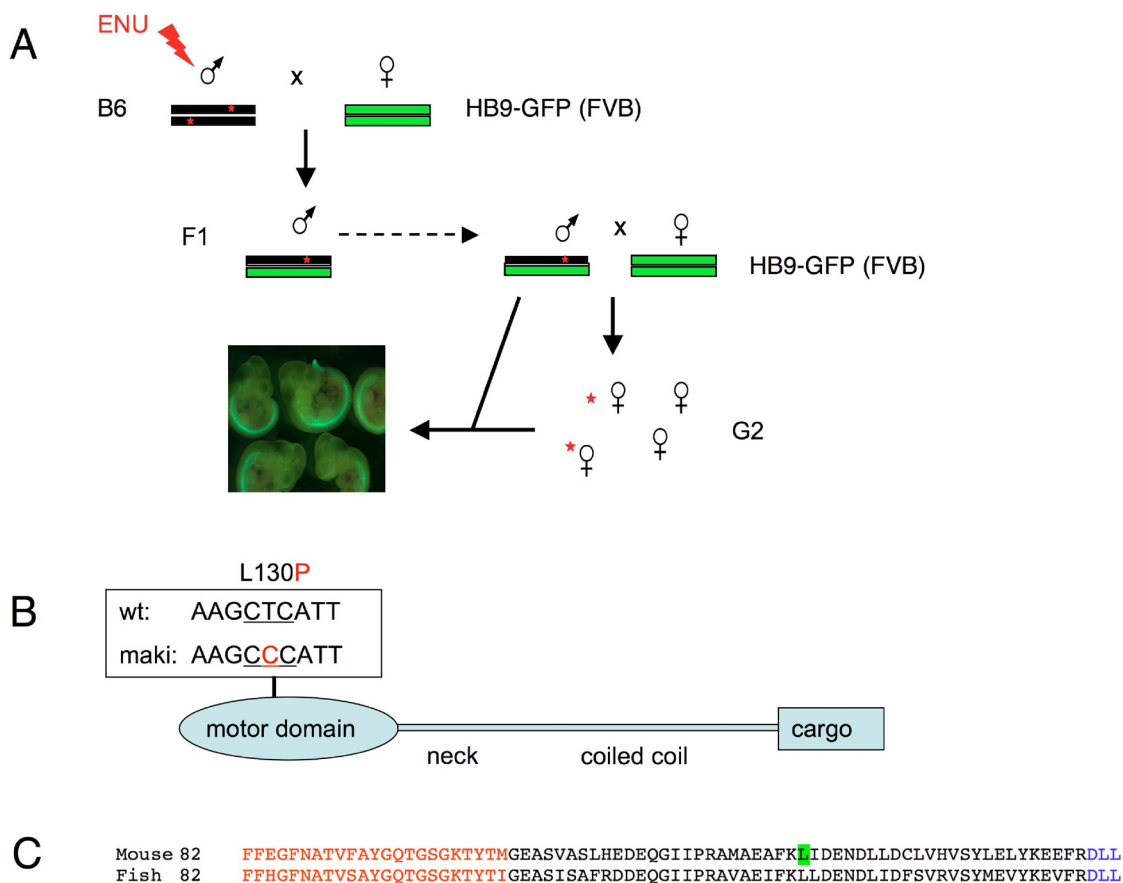 A
ENU
♂ x ♀
B6 HB9-GFP (FVB)
F1 ♂ ♂ x ♀
HB9-GFP (FVB)
♀ ♀
♀ ♀ G2
B
L130P
wt: AAGCTCATT
maki: AAGCCCATT
motor domain cargo
neck coiled coil
C
Mouse 82 FFEGFNATVFAYGQTGSGKTYTMGEASVASLHEDEQGIIPRAMAEAFKLIDENDLLDCLVHVSYLELYKEEFRDLL
Fish 82 FFHGFNATVSAYGQTGSGKTYTIGEASISAFRDDEQGIIPRAVAEIFKLLDENDLIDFSVRVSYMEVYKEVFRDLL